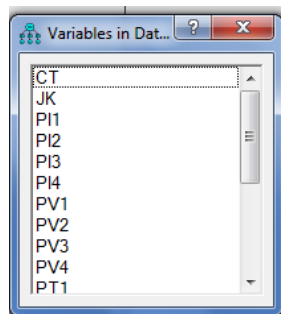 Variables in Dat...
CT
JK
PI1
PI2
PI3
PI4
PV1
PV2
PV3
PV4
PT1